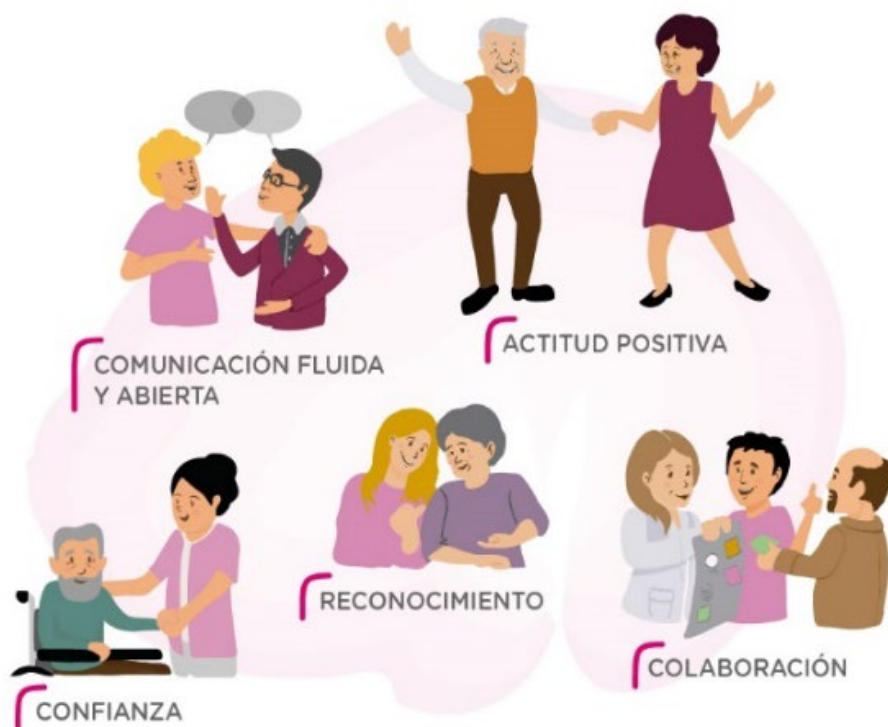 COMUNICACIÓN FLUIDA
Y ABIERTA
ACTITUD POSITIVA
RECONOCIMIENTO
COLABORACIÓN
CONFIANZA